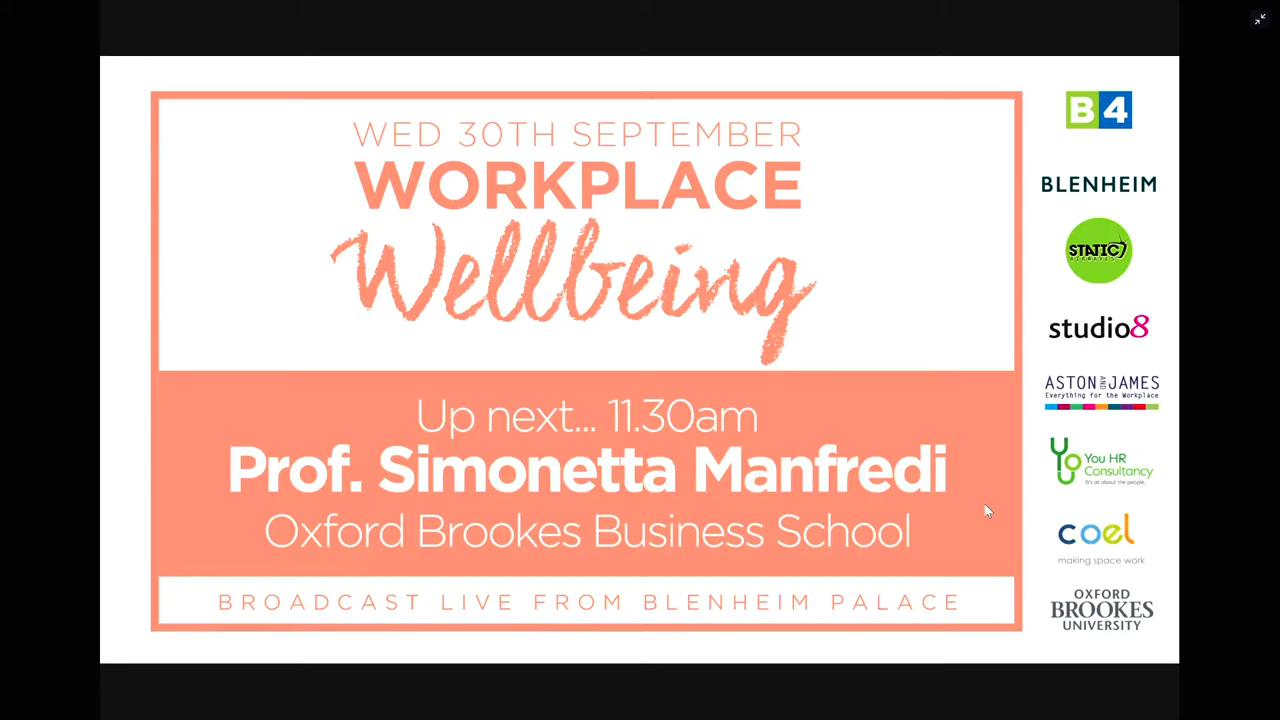 WED 30TH SEPTEMBER
WORKPLACE
Wellbeing
Up next... 11.30am
Prof. Simonetta Manfredi
Oxford Brookes Business School
BROADCAST LIVE FROM BLENHEIM PALACE
B4
BLENHEIM
STATIC
AIRWAVES
studio8
ASTON AND JAMES
Everything for the Workplace
YOU
You HR
Consultancy
It's all about the people.
coel
making space work
OXFORD
BROOKES
UNIVERSITY